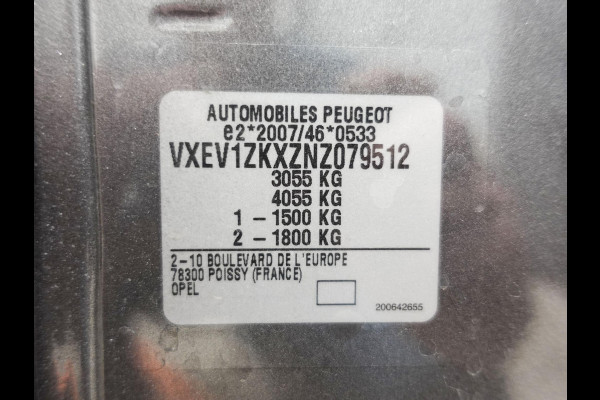 AUTOMOBILES PEUGEOT
e2*2007/46*0533
VXEV1ZKXZNZ079512
3055 KG
4055 KG
1 - 1500 KG
2 - 1800 KG
2-10 BOULEVARD DE L'EUROPE
78300 POISSY (FRANCE)
OPEL
200642655